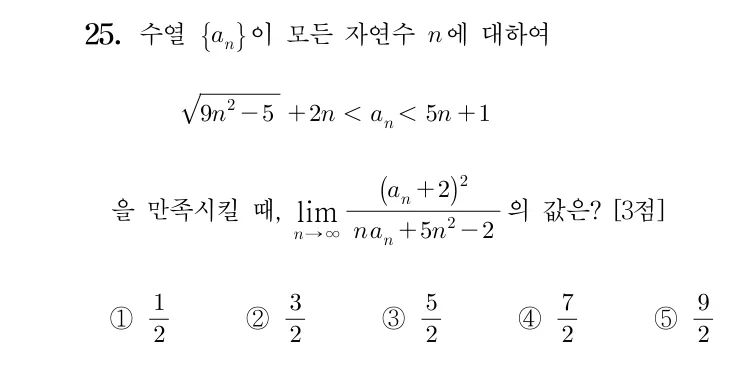 25. 수열 {aₙ}이 모든 자연수 n에 대하여
√(9n²−5) + 2n < aₙ < 5n + 1
을 만족시킬 때, lim_{n→∞} (aₙ+2)² / (naₙ+5n²−2) 의 값은? [3점]
① 1/2 ② 3/2 ③ 5/2 ④ 7/2 ⑤ 9/2